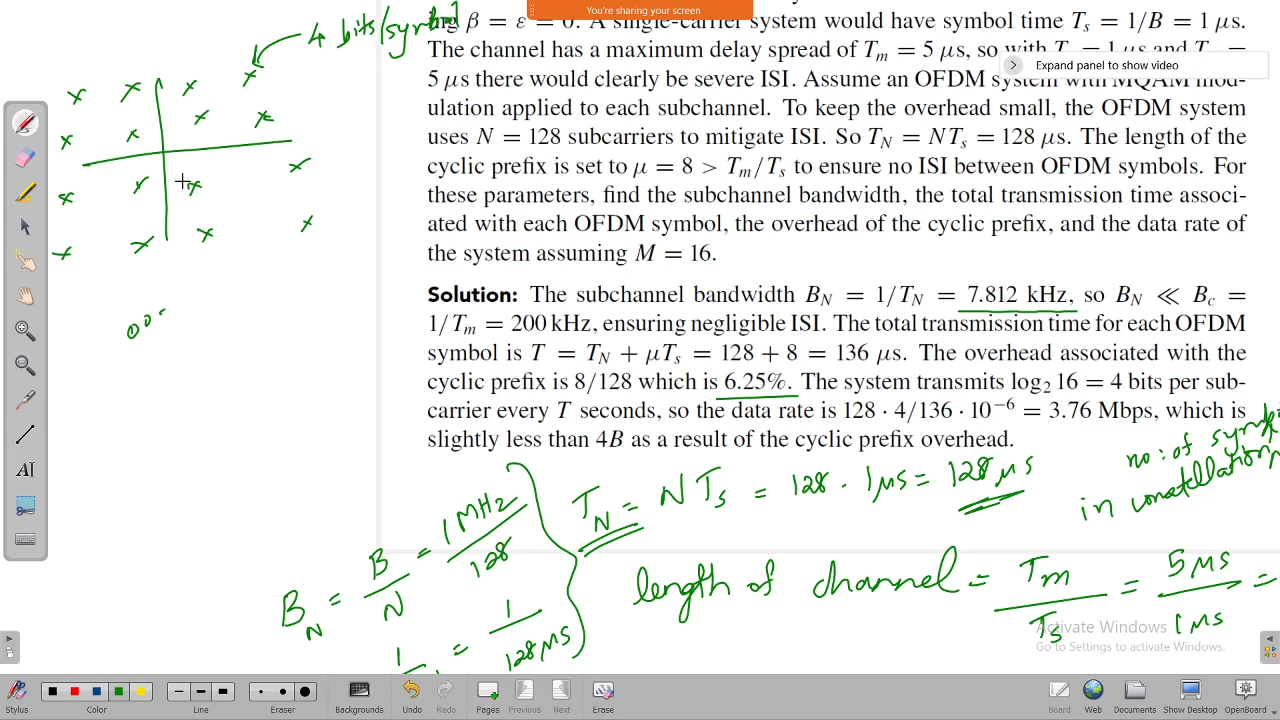 You're sharing your screen
ing β = ε = 0. A single-carrier system would have symbol time Ts = 1/B = 1 μs.
The channel has a maximum delay spread of Tm = 5 μs, so with T = 1 μs and T =
Expand panel to show video
5 μs there would clearly be severe ISI. Assume an OFDM system with MQAM mod-
ulation applied to each subchannel. To keep the overhead small, the OFDM system
uses N = 128 subcarriers to mitigate ISI. So TN = NTs = 128 μs. The length of the
cyclic prefix is set to μ = 8 > Tm/Ts to ensure no ISI between OFDM symbols. For
these parameters, find the subchannel bandwidth, the total transmission time associ-
ated with each OFDM symbol, the overhead of the cyclic prefix, and the data rate of
the system assuming M = 16.
Solution: The subchannel bandwidth BN = 1/TN = 7.812 kHz, so BN ≪ Bc =
1/Tm = 200 kHz, ensuring negligible ISI. The total transmission time for each OFDM
symbol is T = TN + μTs = 128 + 8 = 136 μs. The overhead associated with the
cyclic prefix is 8/128 which is 6.25%. The system transmits log2 16 = 4 bits per sub-
carrier every T seconds, so the data rate is 128 · 4/136 · 10−6 = 3.76 Mbps, which is
slightly less than 4B as a result of the cyclic prefix overhead.
4 bits/symbol
000
no: of
in constellation
TN = NTs = 128 . 1μs = 128 μs
BN = B/N = 1MHz/128
= 1/128μs
length of channel = Tm/Ts = 5μs/1μs =
Activate Windows
Go to Settings to activate Windows.
AI
Stylus
Color
Line
Eraser
Backgrounds
Undo
Redo
Pages
Previous
Next
Erase
Board
Web
Documents
Show Desktop
OpenBoard